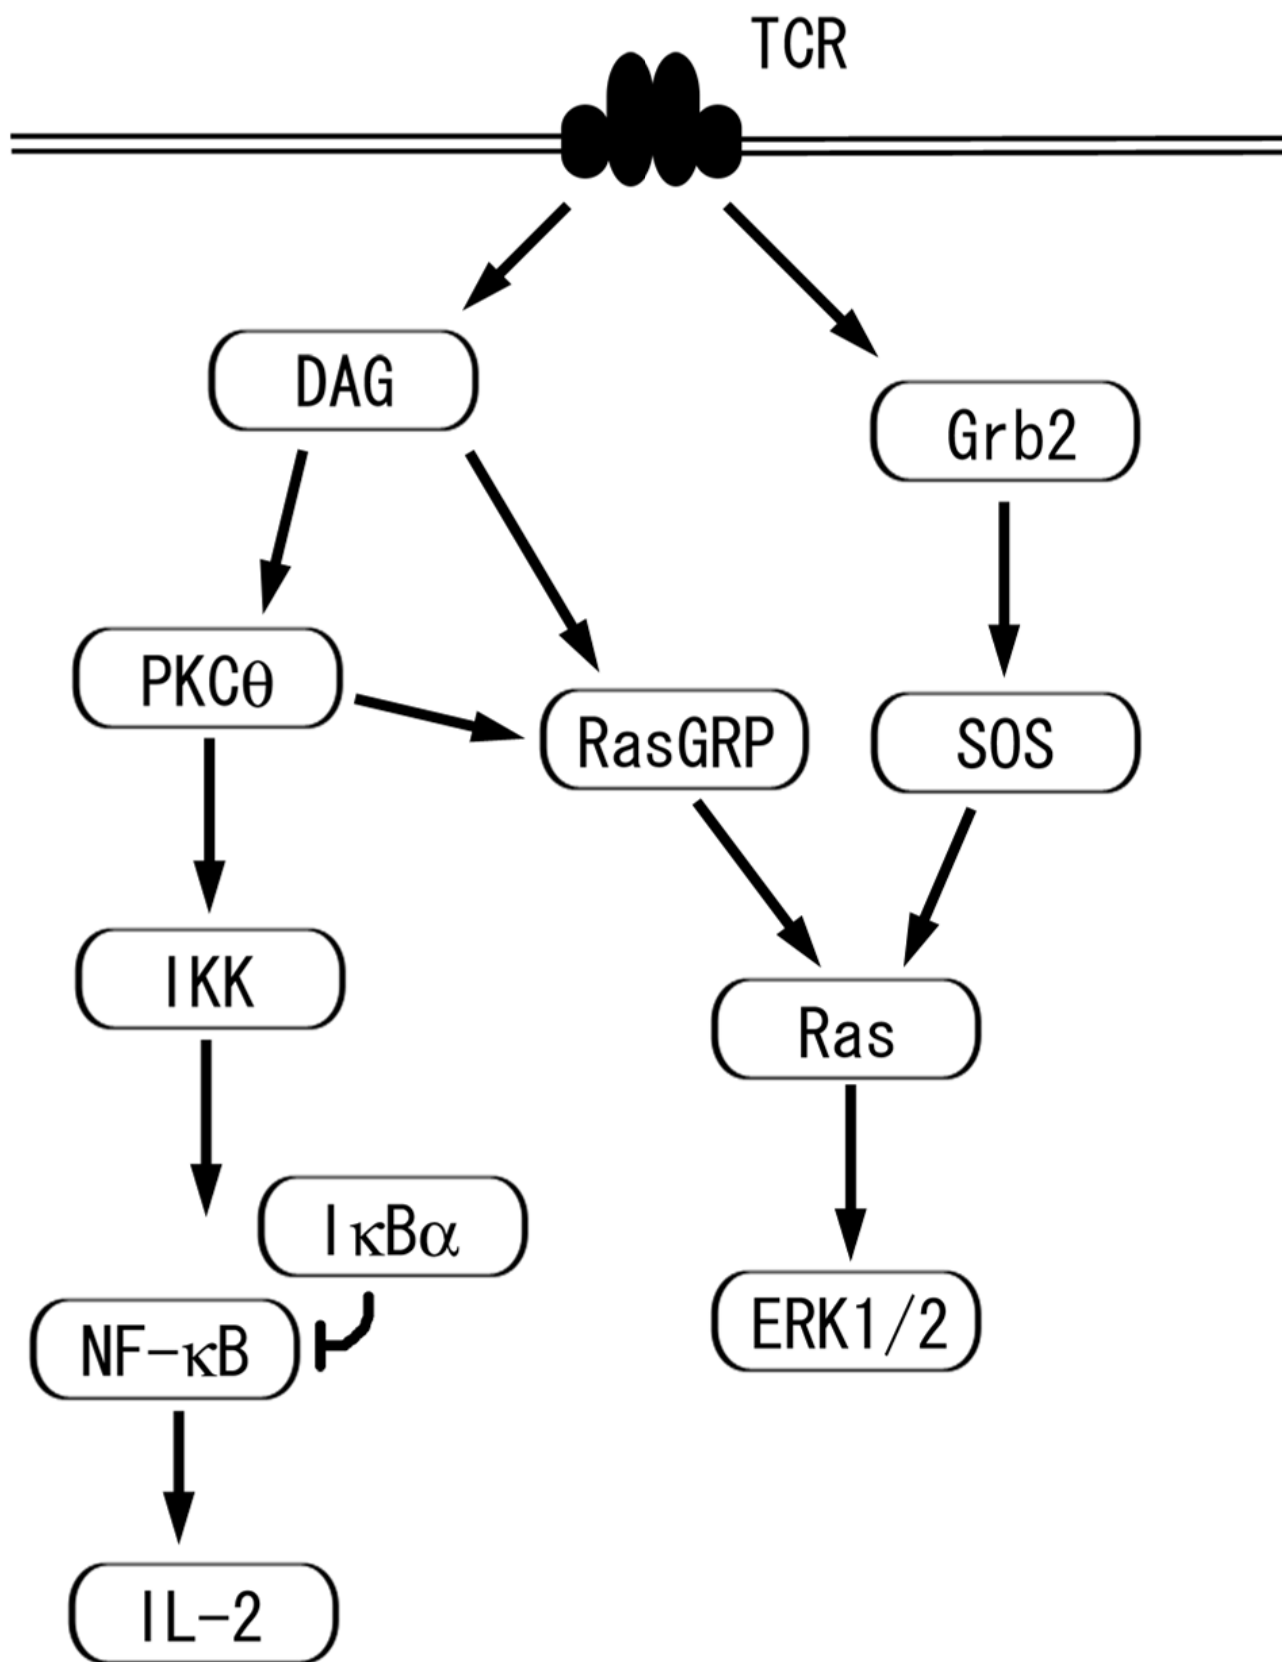 TCR
DAG
Grb2
PKCθ
RasGRP
SOS
IKK
Ras
IκBα
NF-κB
ERK1/2
IL-2